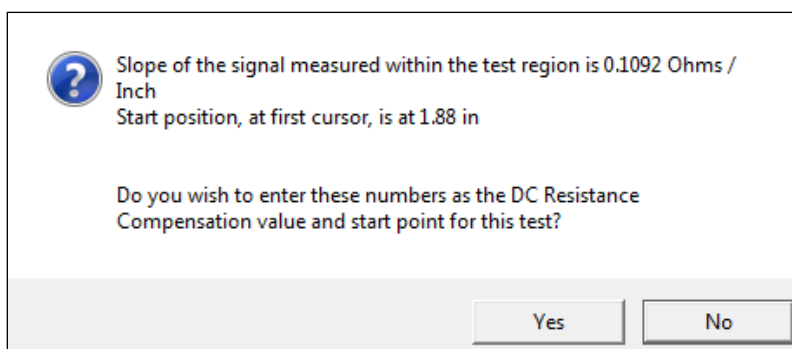 Slope of the signal measured within the test region is 0.1092 Ohms /
Inch
Start position, at first cursor, is at 1.88 in
Do you wish to enter these numbers as the DC Resistance
Compensation value and start point for this test?
Yes No